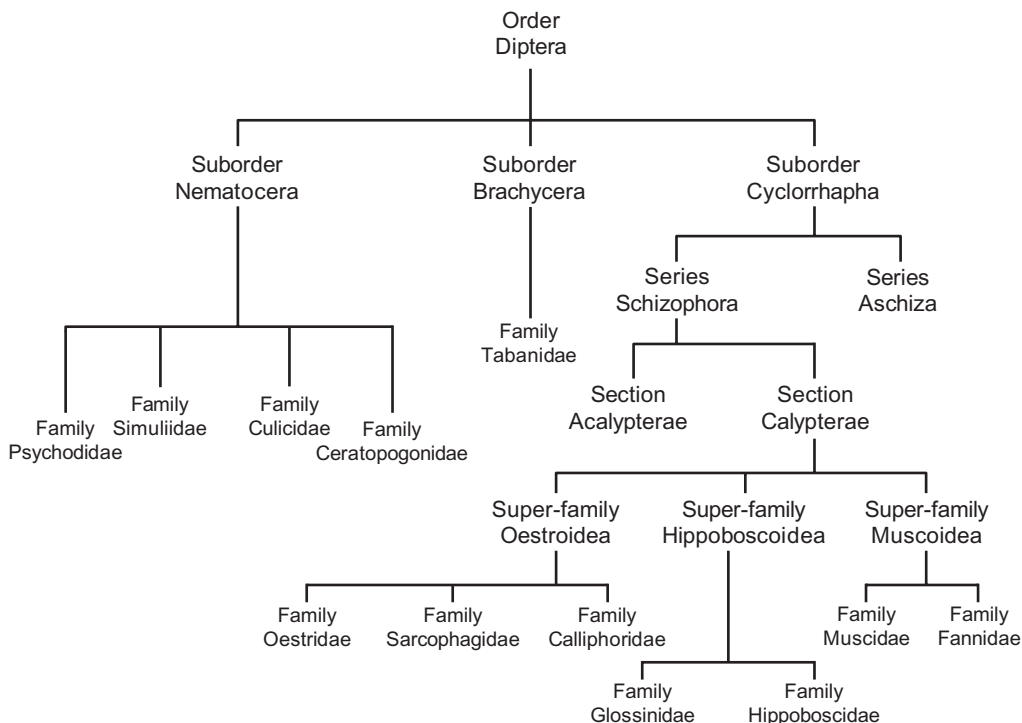 Order
Diptera
Suborder
Nematocera
Suborder
Brachycera
Suborder
Cyclorrhapha
Series
Schizophora
Series
Aschiza
Family
Tabanidae
Section
Acalypterae
Section
Calypterae
Family
Psychodidae
Family
Simuliidae
Family
Culicidae
Family
Ceratopogonidae
Super-family
Oestroidea
Super-family
Hippoboscoidea
Super-family
Muscoidea
Family
Oestridae
Family
Sarcophagidae
Family
Calliphoridae
Family
Muscidae
Family
Fannidae
Family
Glossinidae
Family
Hippoboscidae